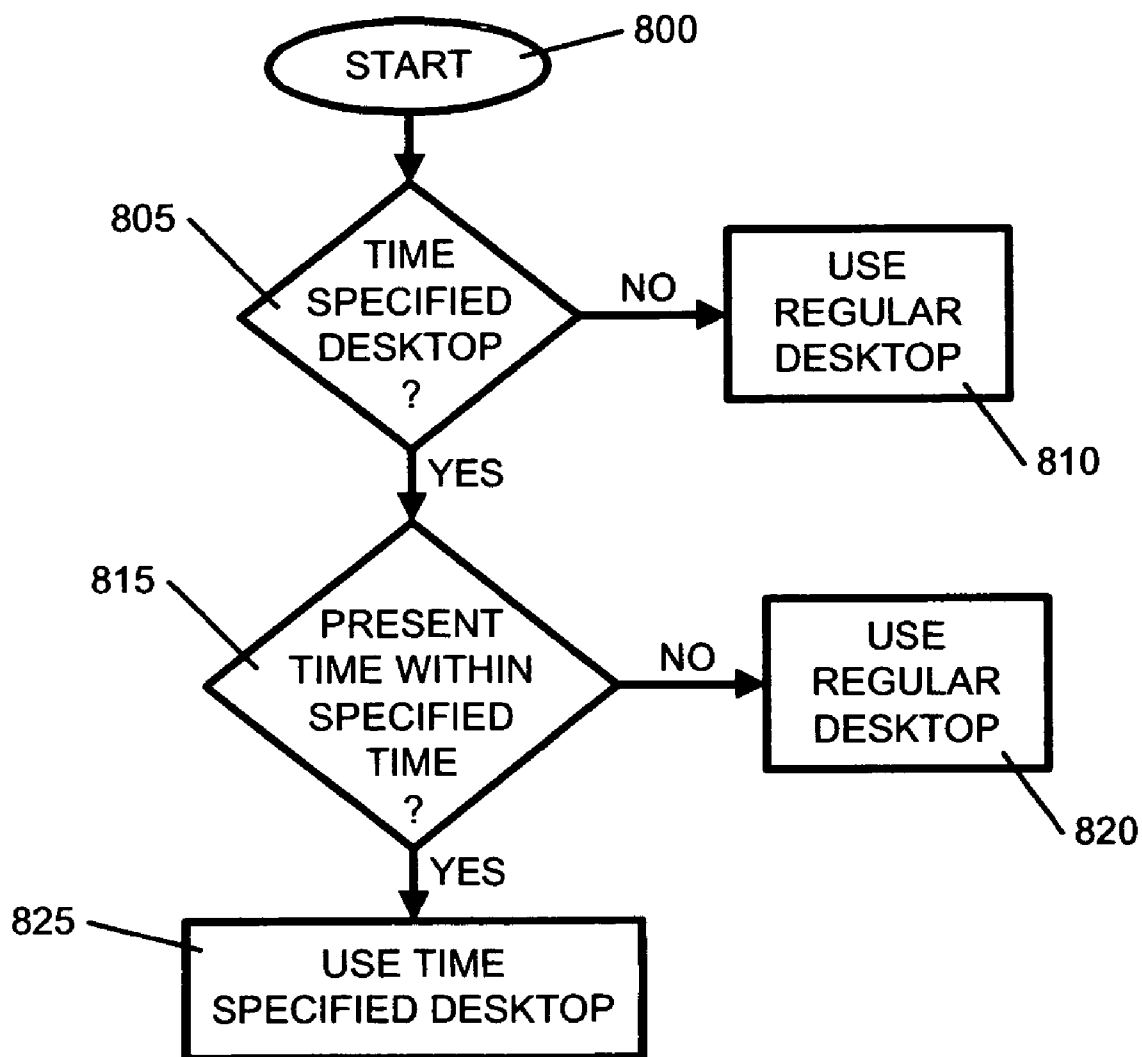 800
START
805
TIME
SPECIFIED
DESKTOP
?
NO
USE
REGULAR
DESKTOP
810
YES
815
PRESENT
TIME WITHIN
SPECIFIED
TIME
?
NO
USE
REGULAR
DESKTOP
820
YES
825
USE TIME
SPECIFIED DESKTOP